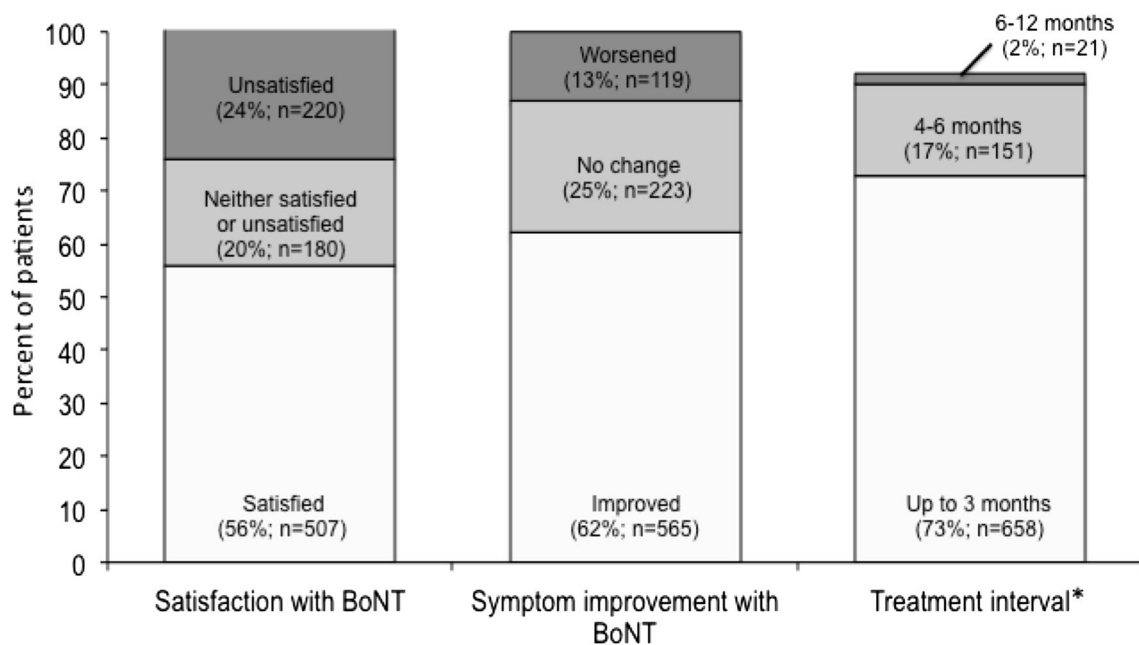 Percent of patients
100
90
80
70
60
50
40
30
20
10
0
Unsatisfied
(24%; n=220)
Neither satisfied
or unsatisfied
(20%; n=180)
Satisfied
(56%; n=507)
Satisfaction with BoNT
Worsened
(13%; n=119)
No change
(25%; n=223)
Improved
(62%; n=565)
Symptom improvement with
BoNT
6-12 months
(2%; n=21)
4-6 months
(17%; n=151)
Up to 3 months
(73%; n=658)
Treatment interval*